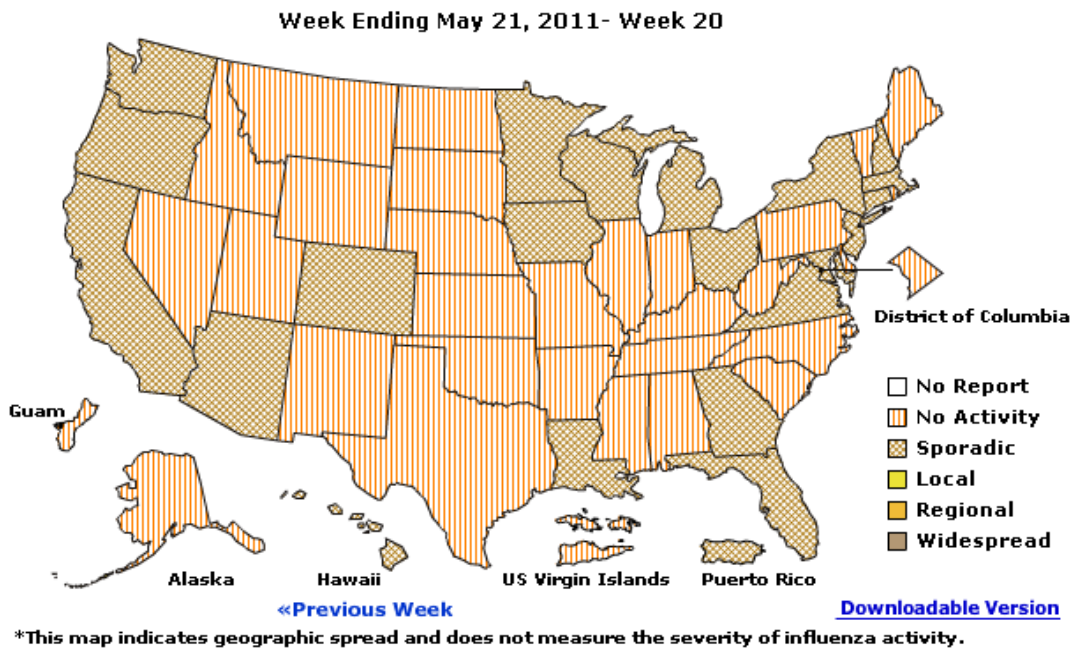 Week Ending May 21, 2011- Week 20
District of Columbia
No Report
Guam
No Activity
Sporadic
Local
Regional
Widespread
Alaska
Hawaii
US Virgin Islands
Puerto Rico
«Previous Week
Downloadable Version
*This map indicates geographic spread and does not measure the severity of influenza activity.